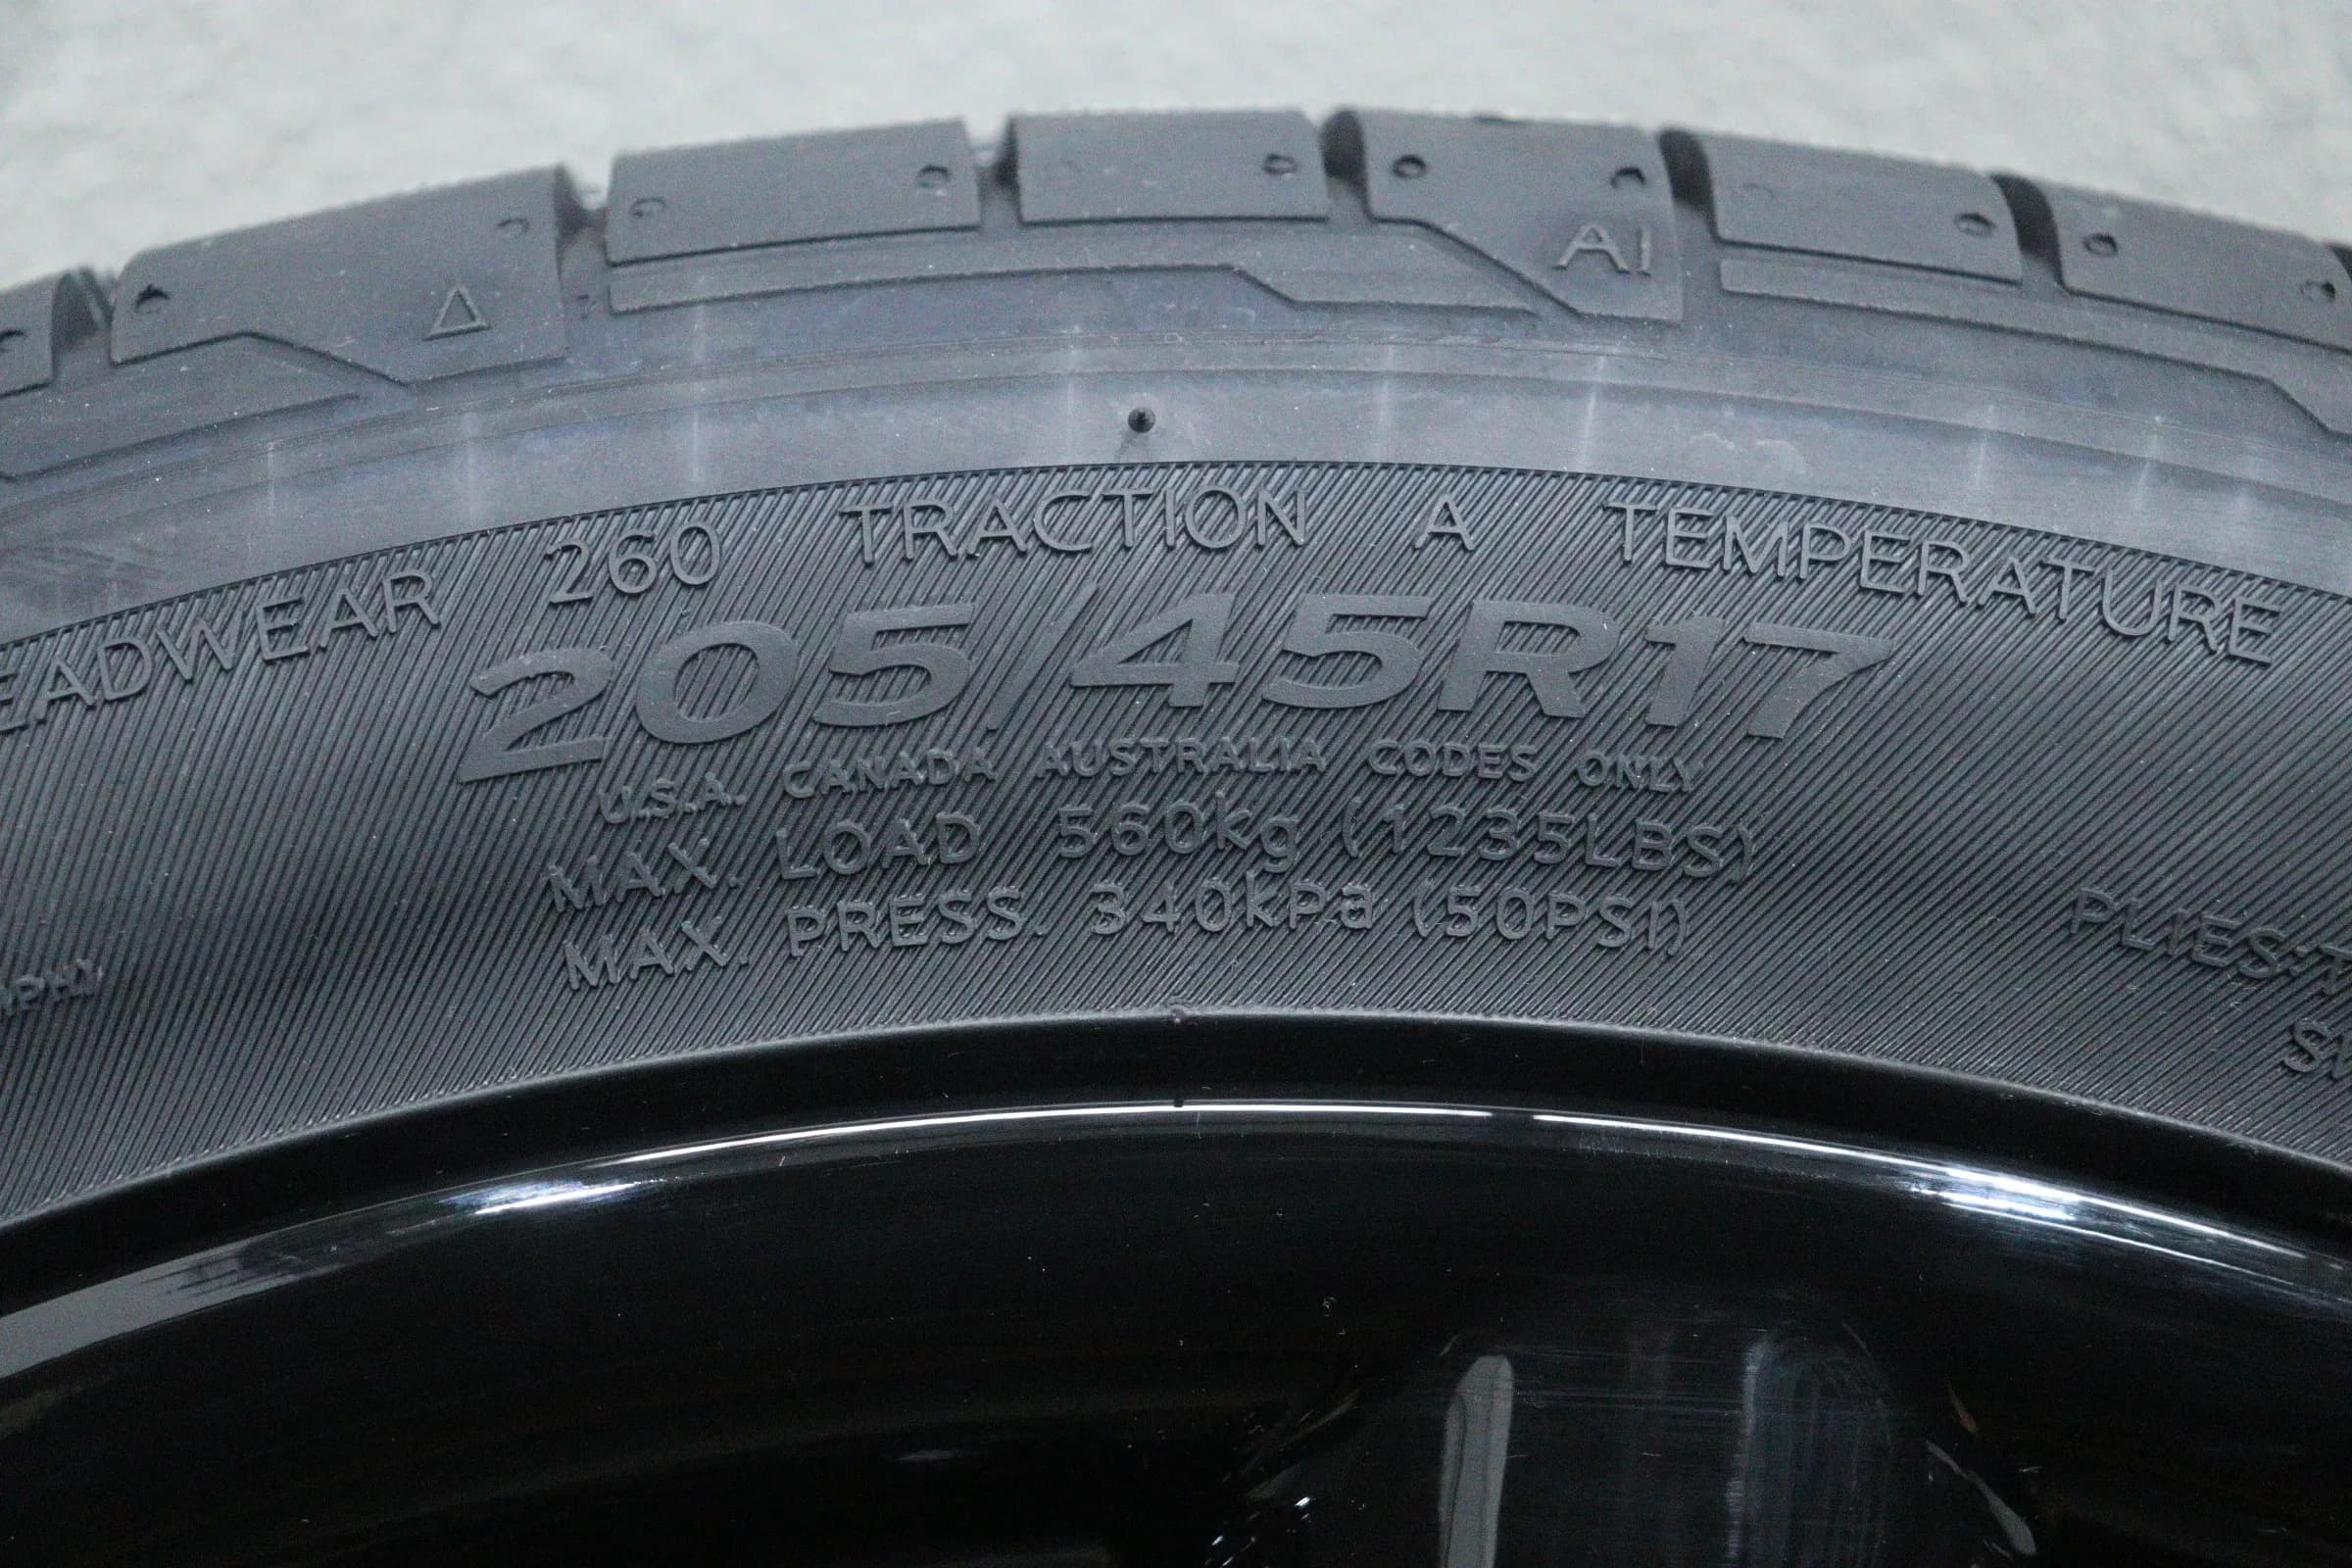 Δ AI
EADWEAR 260 TRACTION A TEMPERATURE
205/45R17
U.S.A. CANADA AUSTRALIA CODES ONLY
MAX. LOAD 560kg (1235LBS)
MAX. PRESS. 340kPa (50PSI)
PLIES: